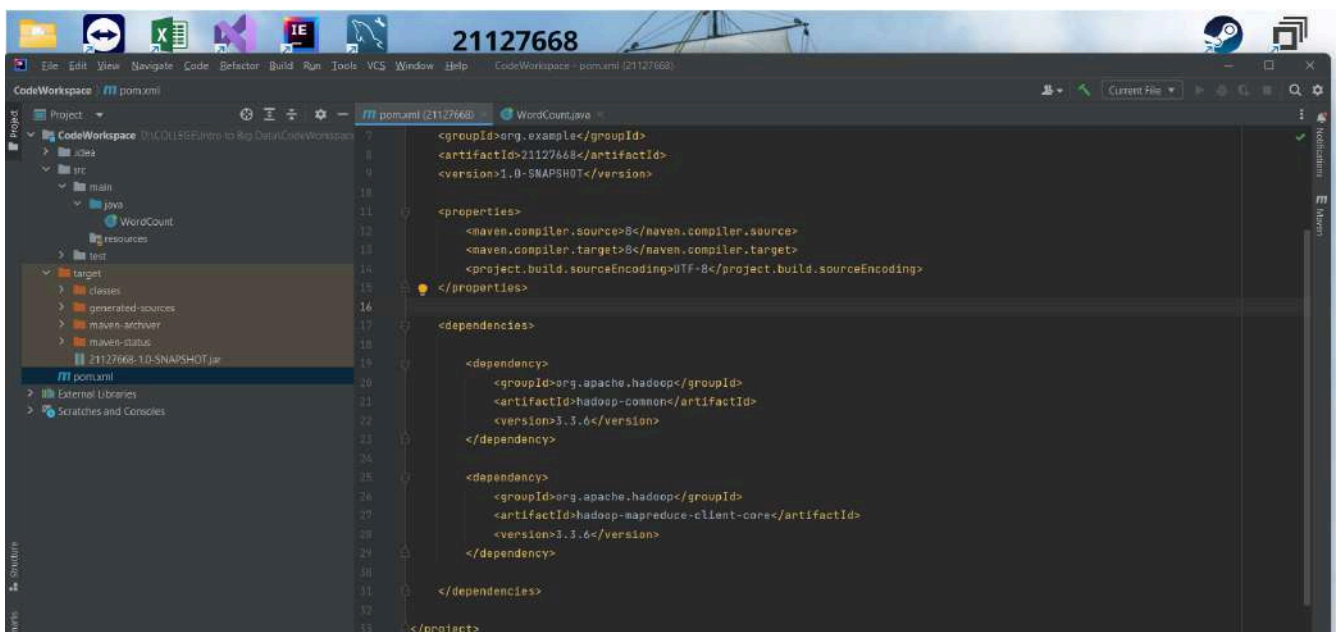 21127668
IE
File Edit View Navigate Code Refactor Build Run Tools VCS Window Help CodeWorkspace - pom.xml (21127668)
CodeWorkspace pom.xml
Current File
Project
pom.xml (21127668)
WordCount.java
CodeWorkspace D:\COLLEGE\Intro to Big Data\CodeWorkspace
.idea
src
main
java
WordCount
resources
test
target
classes
generated-sources
maven-archiver
maven-status
21127668-1.0-SNAPSHOT.jar
pom.xml
External Libraries
Scratches and Consoles
Project
Structure
7 <groupId>org.example</groupId>
8 <artifactId>21127668</artifactId>
9 <version>1.0-SNAPSHOT</version>
10
11 <properties>
12 <maven.compiler.source>8</maven.compiler.source>
13 <maven.compiler.target>8</maven.compiler.target>
14 <project.build.sourceEncoding>UTF-8</project.build.sourceEncoding>
15 </properties>
16
17 <dependencies>
18
19 <dependency>
20 <groupId>org.apache.hadoop</groupId>
21 <artifactId>hadoop-common</artifactId>
22 <version>3.3.6</version>
23 </dependency>
24
25 <dependency>
26 <groupId>org.apache.hadoop</groupId>
27 <artifactId>hadoop-mapreduce-client-core</artifactId>
28 <version>3.3.6</version>
29 </dependency>
30
31 </dependencies>
32
33 </project>
Notifications
m Maven